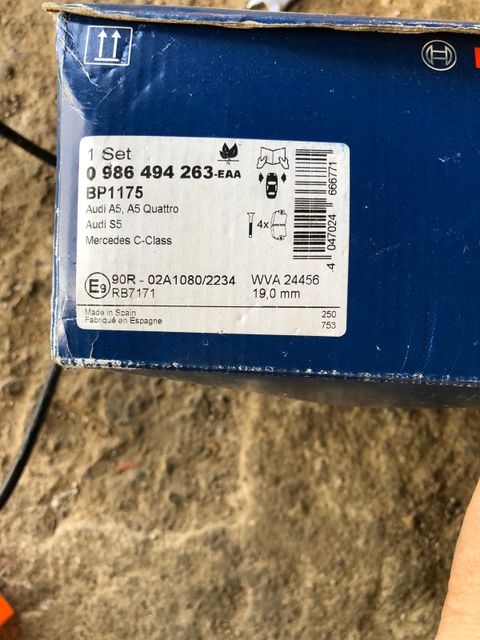 1 Set
0 986 494 263-EAA
BP1175
Audi A5, A5 Quattro
Audi S5
Mercedes C-Class
4x
4 047024 666771
N
E9
90R - 02A1080/2234
RB7171
WVA 24456
19,0 mm
Made in Spain
Fabriqué en Espagne
250
753